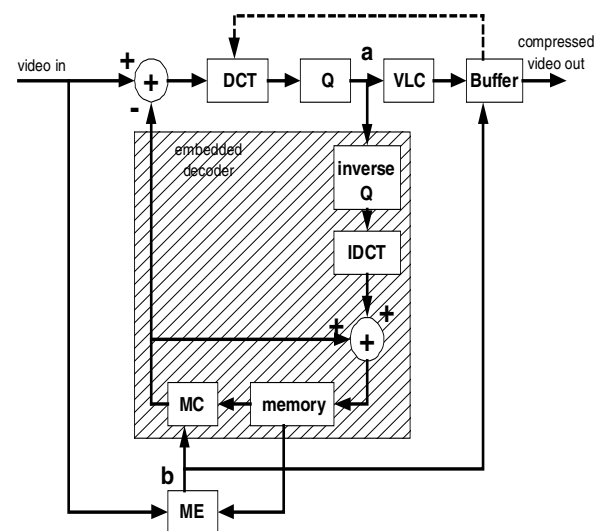 compressed
video out
video in
+
+
-
DCT
Q
a
VLC
Buffer
embedded
decoder
inverse
Q
IDCT
+
+
+
MC
memory
b
ME